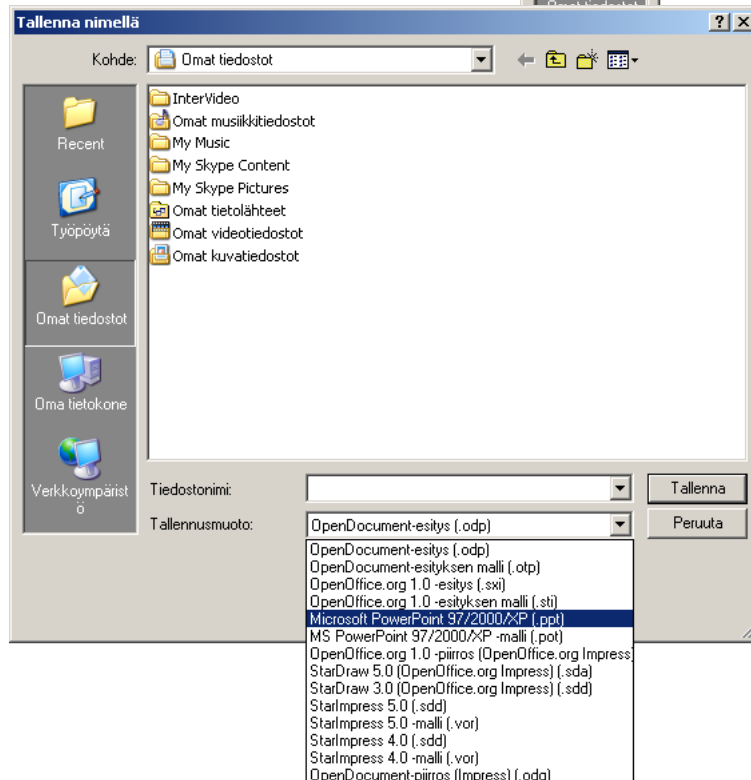 Omat tiedostot
Tallenna nimellä
Kohde:
Omat tiedostot
Recent
Työpöytä
Omat tiedostot
Oma tietokone
Verkkoympärist
ö
InterVideo
Omat musiikkitiedostot
My Music
My Skype Content
My Skype Pictures
Omat tietolähteet
Omat videotiedostot
Omat kuvatiedostot
Tiedostonimi:
Tallenna
Tallennusmuoto:
OpenDocument-esitys (.odp)
Peruuta
OpenDocument-esitys (.odp)
OpenDocument-esityksen malli (.otp)
OpenOffice.org 1.0 -esitys (.sxi)
OpenOffice.org 1.0 -esityksen malli (.sti)
Microsoft PowerPoint 97/2000/XP (.ppt)
MS PowerPoint 97/2000/XP -malli (.pot)
OpenOffice.org 1.0 -piirros (OpenOffice.org Impress)
StarDraw 5.0 (OpenOffice.org Impress) (.sda)
StarDraw 3.0 (OpenOffice.org Impress) (.sdd)
StarImpress 5.0 (.sdd)
StarImpress 5.0 -malli (.vor)
StarImpress 4.0 (.sdd)
StarImpress 4.0 -malli (.vor)
OpenDocument-piirros (Impress) (.odg)